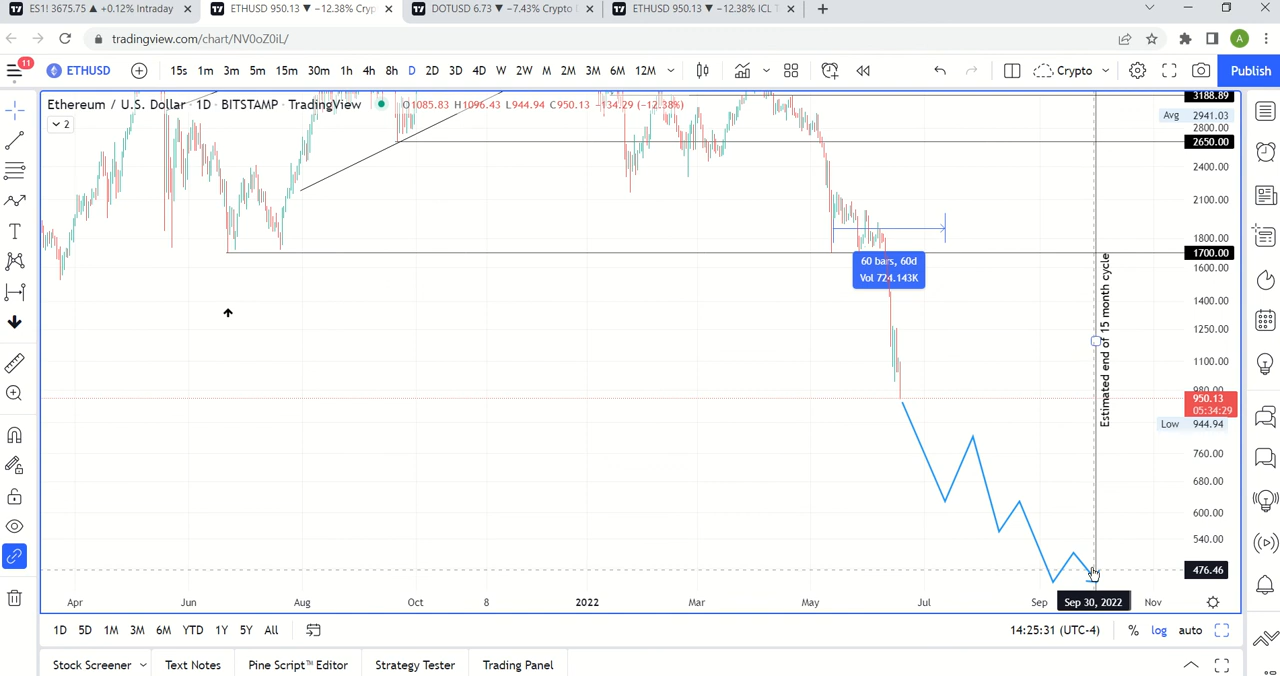 ES1! 3675.75 ▲ +0.12% Intraday
ETHUSD 950.13 ▼ −12.38% Cryp
DOTUSD 6.73 ▼ −7.43% Crypto
ETHUSD 950.13 ▼ −12.38% ICL
tradingview.com/chart/NV0oZ0iL/
A
11
ETHUSD
15s 1m 3m 5m 15m 30m 1h 4h 8h D 2D 3D 4D W 2W M 2M 3M 6M 12M
Crypto
Publish
Ethereum / U.S. Dollar · 1D · BITSTAMP · TradingView
O1085.83 H1096.43 L944.94 C950.13 −134.29 (−12.38%)
2
3188.89
Avg 2941.03
2800.00
2650.00
2400.00
2100.00
1800.00
1700.00
1600.00
1400.00
1250.00
1100.00
980.00
950.13
05:34:29
Low 944.94
760.00
680.00
600.00
540.00
476.46
60 bars, 60d
Vol 724.143K
Estimated end of 15 month cycle
Apr Jun Aug Oct 8 2022 Mar May Jul Sep Sep 30, 2022 Nov
1D 5D 1M 3M 6M YTD 1Y 5Y All
14:25:31 (UTC-4) % log auto
Stock Screener Text Notes Pine Script™ Editor Strategy Tester Trading Panel